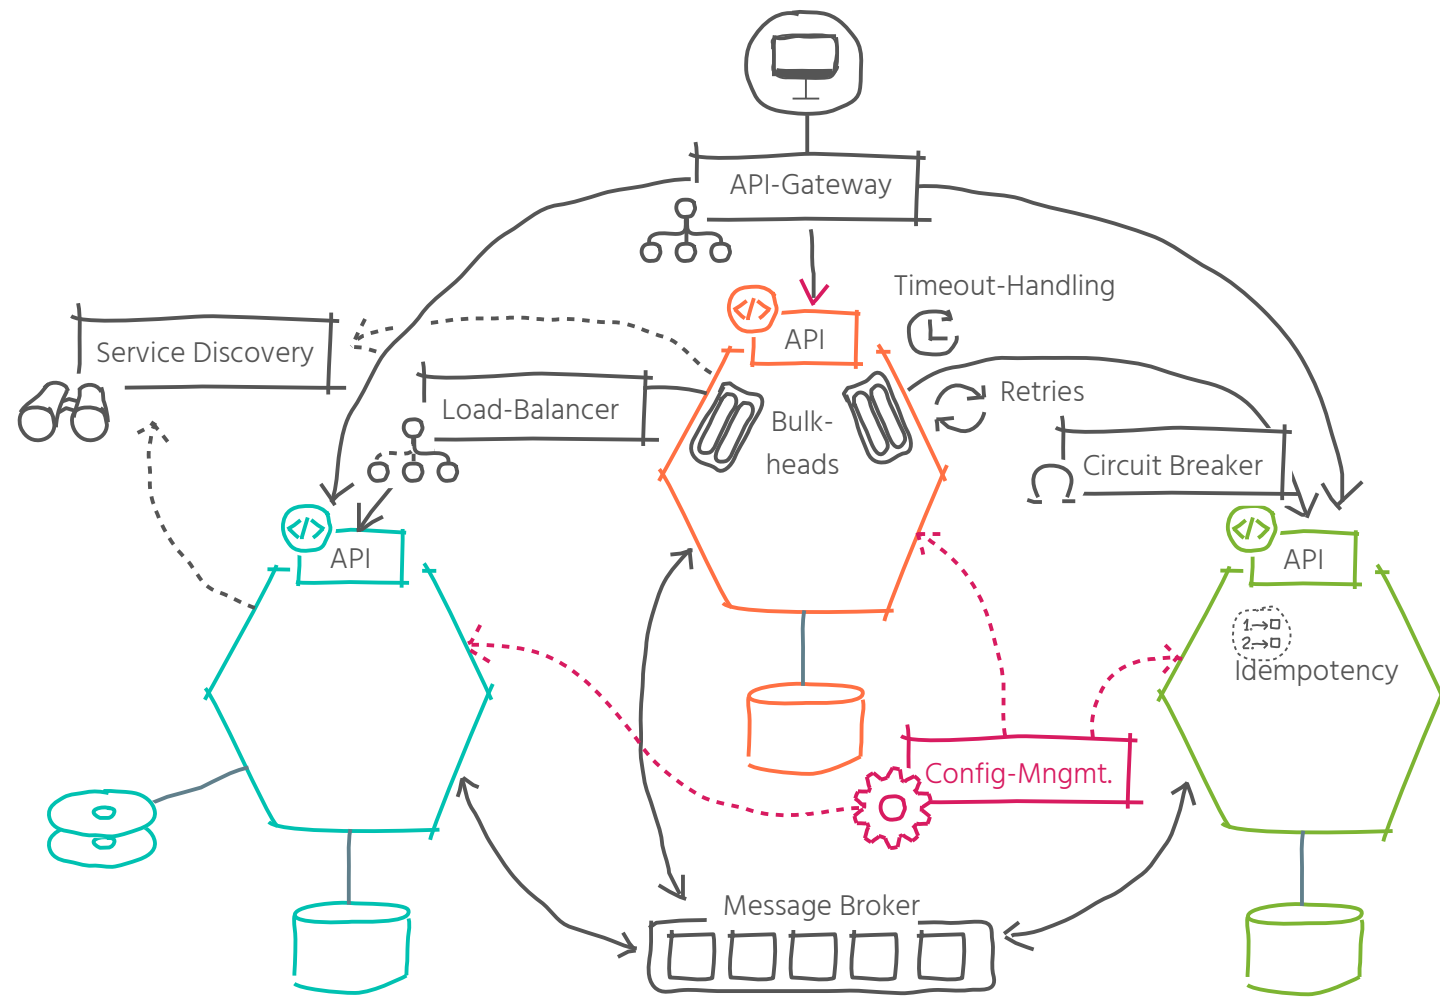 API-Gateway
Timeout-Handling
</>
API
Service Discovery
Retries
Load-Balancer
Bulk-
heads
Circuit Breaker
</>
API
</>
API
1.→
2.→
Idempotency
Config-Mngmt.
Message Broker